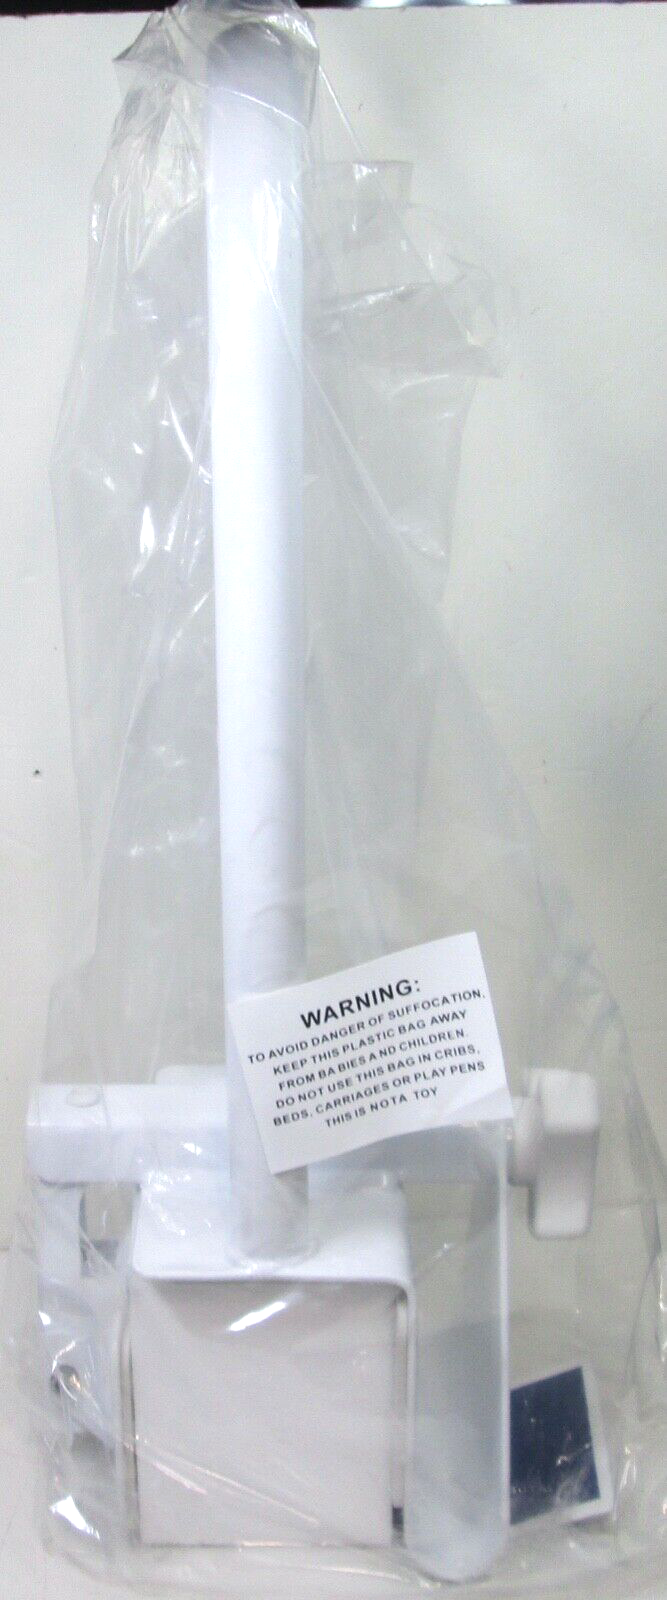 WARNING:
TO AVOID DANGER OF SUFFOCATION,
KEEP THIS PLASTIC BAG AWAY
FROM BA BIES A ND CHILDREN.
DO NOT USE THIS BAG IN CRIBS,
BEDS, CARRIAGES OR PLAY PENS
THIS IS NOT A TOY